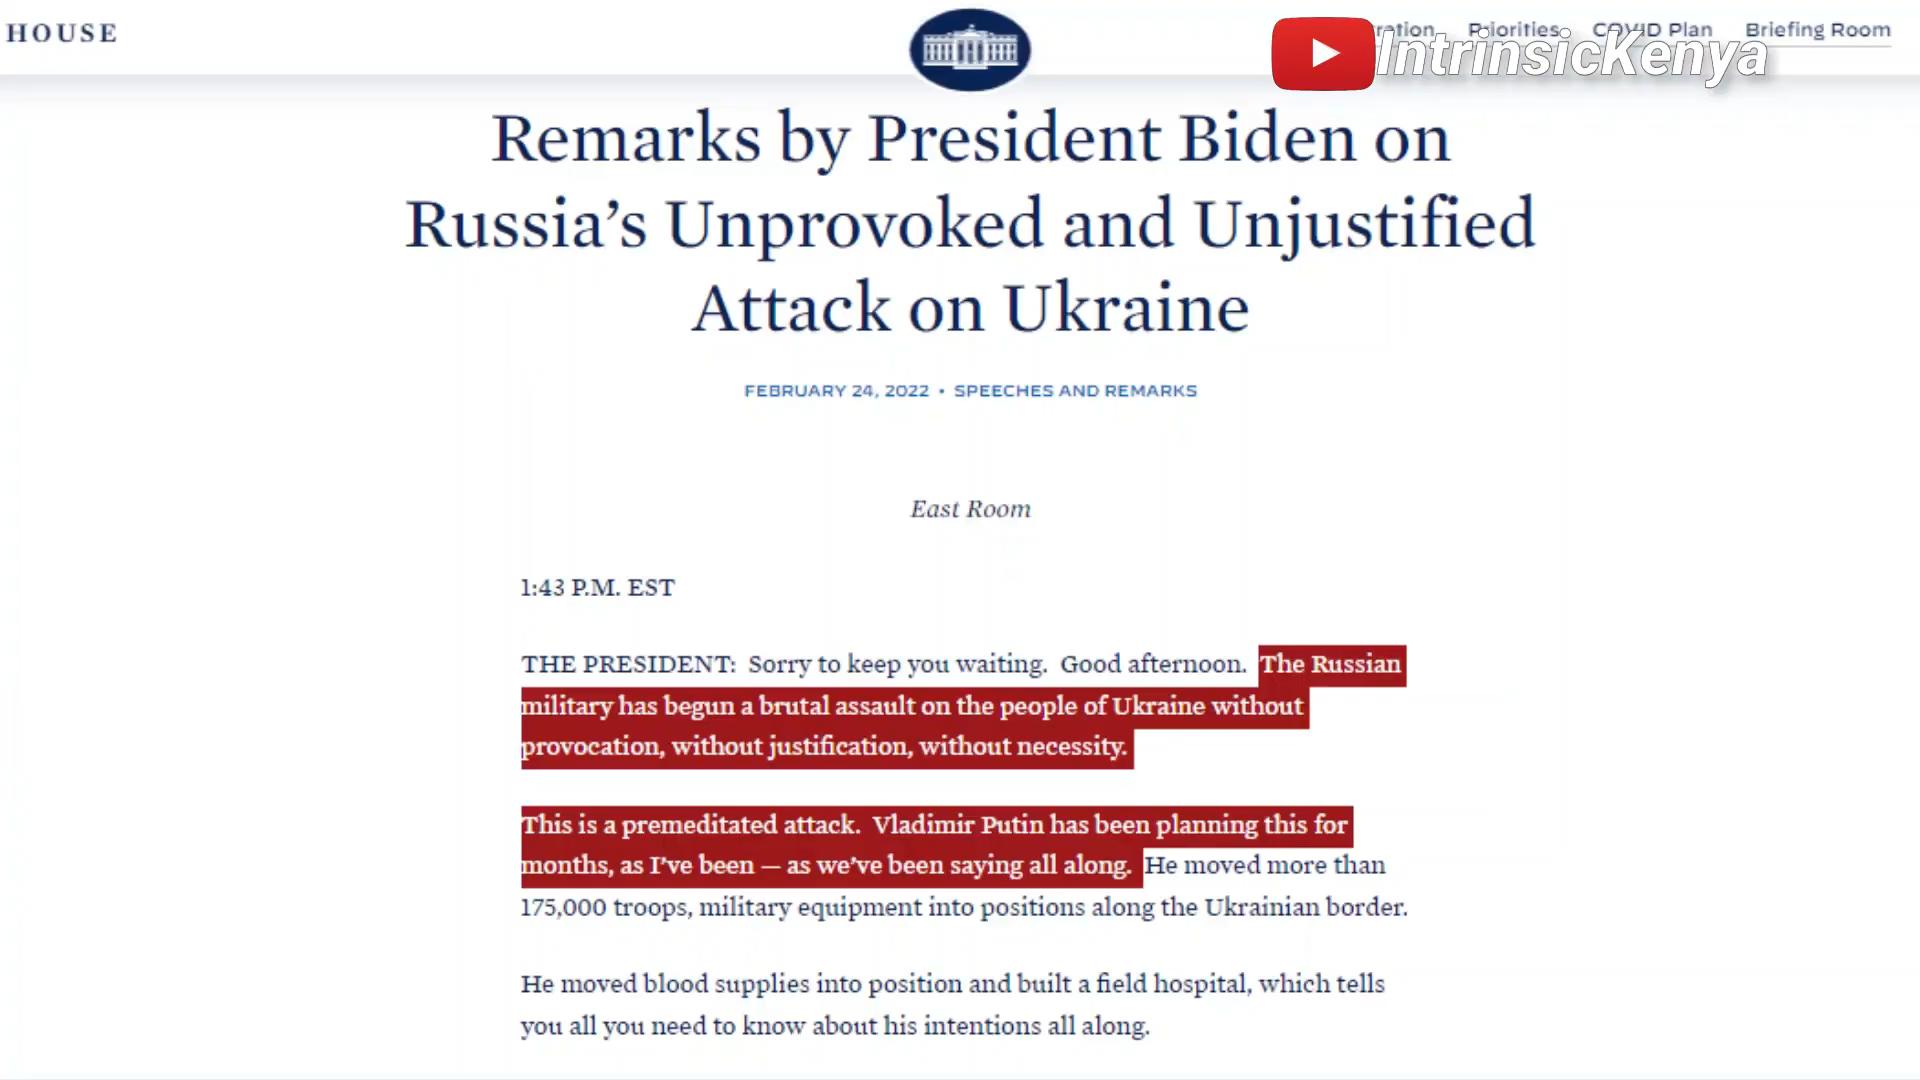 HOUSE
Priorities COVID Plan Briefing Room
IntrinsicKenya
Remarks by President Biden on
Russia’s Unprovoked and Unjustified
Attack on Ukraine
FEBRUARY 24, 2022 • SPEECHES AND REMARKS
East Room
1:43 P.M. EST
THE PRESIDENT: Sorry to keep you waiting. Good afternoon. The Russian
military has begun a brutal assault on the people of Ukraine without
provocation, without justification, without necessity.
This is a premeditated attack. Vladimir Putin has been planning this for
months, as I’ve been — as we’ve been saying all along. He moved more than
175,000 troops, military equipment into positions along the Ukrainian border.
He moved blood supplies into position and built a field hospital, which tells
you all you need to know about his intentions all along.